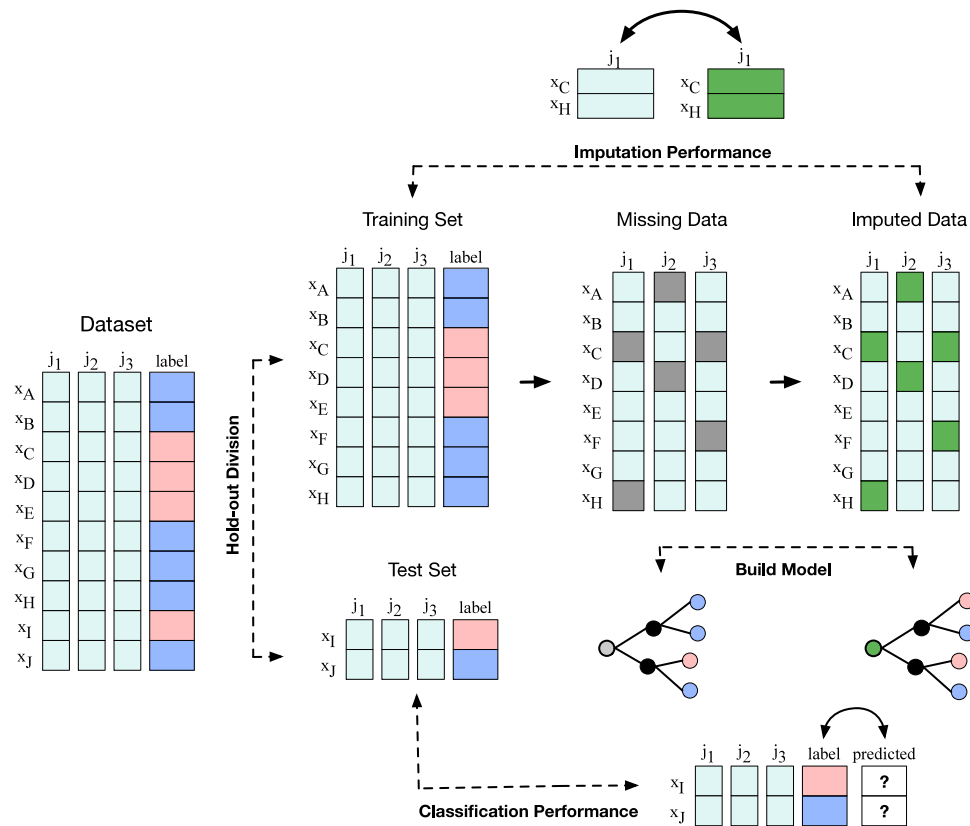 j1 j1
xC xC
xH xH
Imputation Performance
Training Set Missing Data Imputed Data
j1 j2 j3 label j1 j2 j3 j1 j2 j3
xA xA xA
xB xB xB
xC xC xC
xD xD xD
xE xE xE
xF xF xF
xG xG xG
xH xH xH
Dataset
j1 j2 j3 label
xA
xB
xC
xD
xE
xF
xG
xH
xI
xJ
Hold-out Division
Test Set
j1 j2 j3 label
xI
xJ
Build Model
j1 j2 j3 label predicted
xI ?
xJ ?
Classification Performance